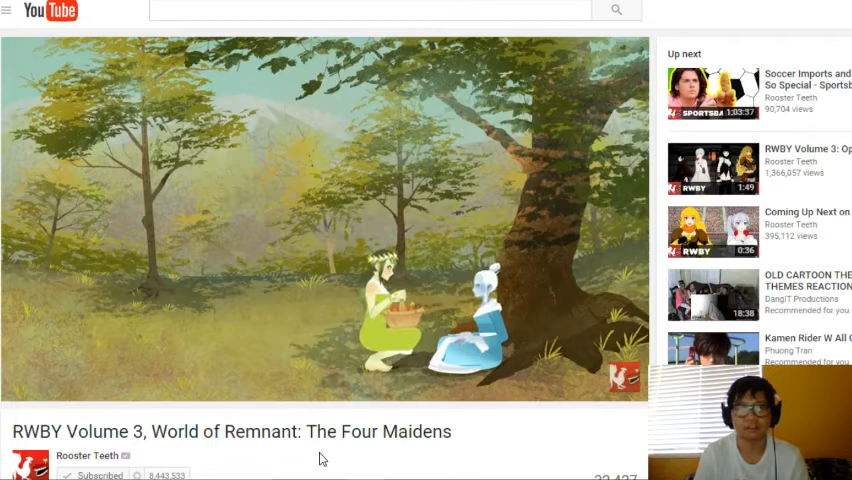 YouTube
Up next
Soccer Imports and
So Special - Sportsb
Rooster Teeth
90,704 views
SPORTSBA
1:03:37
RWBY Volume 3: Op
Rooster Teeth
1,366,057 views
RWBY
1:49
Coming Up Next on
Rooster Teeth
395,112 views
RWBY
0:36
OLD CARTOON THE
THEMES REACTION
DangIT Productions
Recommended for you
18:38
Kamen Rider W All C
Phuong Tran
Recommended for you
RWBY Volume 3, World of Remnant: The Four Maidens
Rooster Teeth
Subscribed
8,443,533